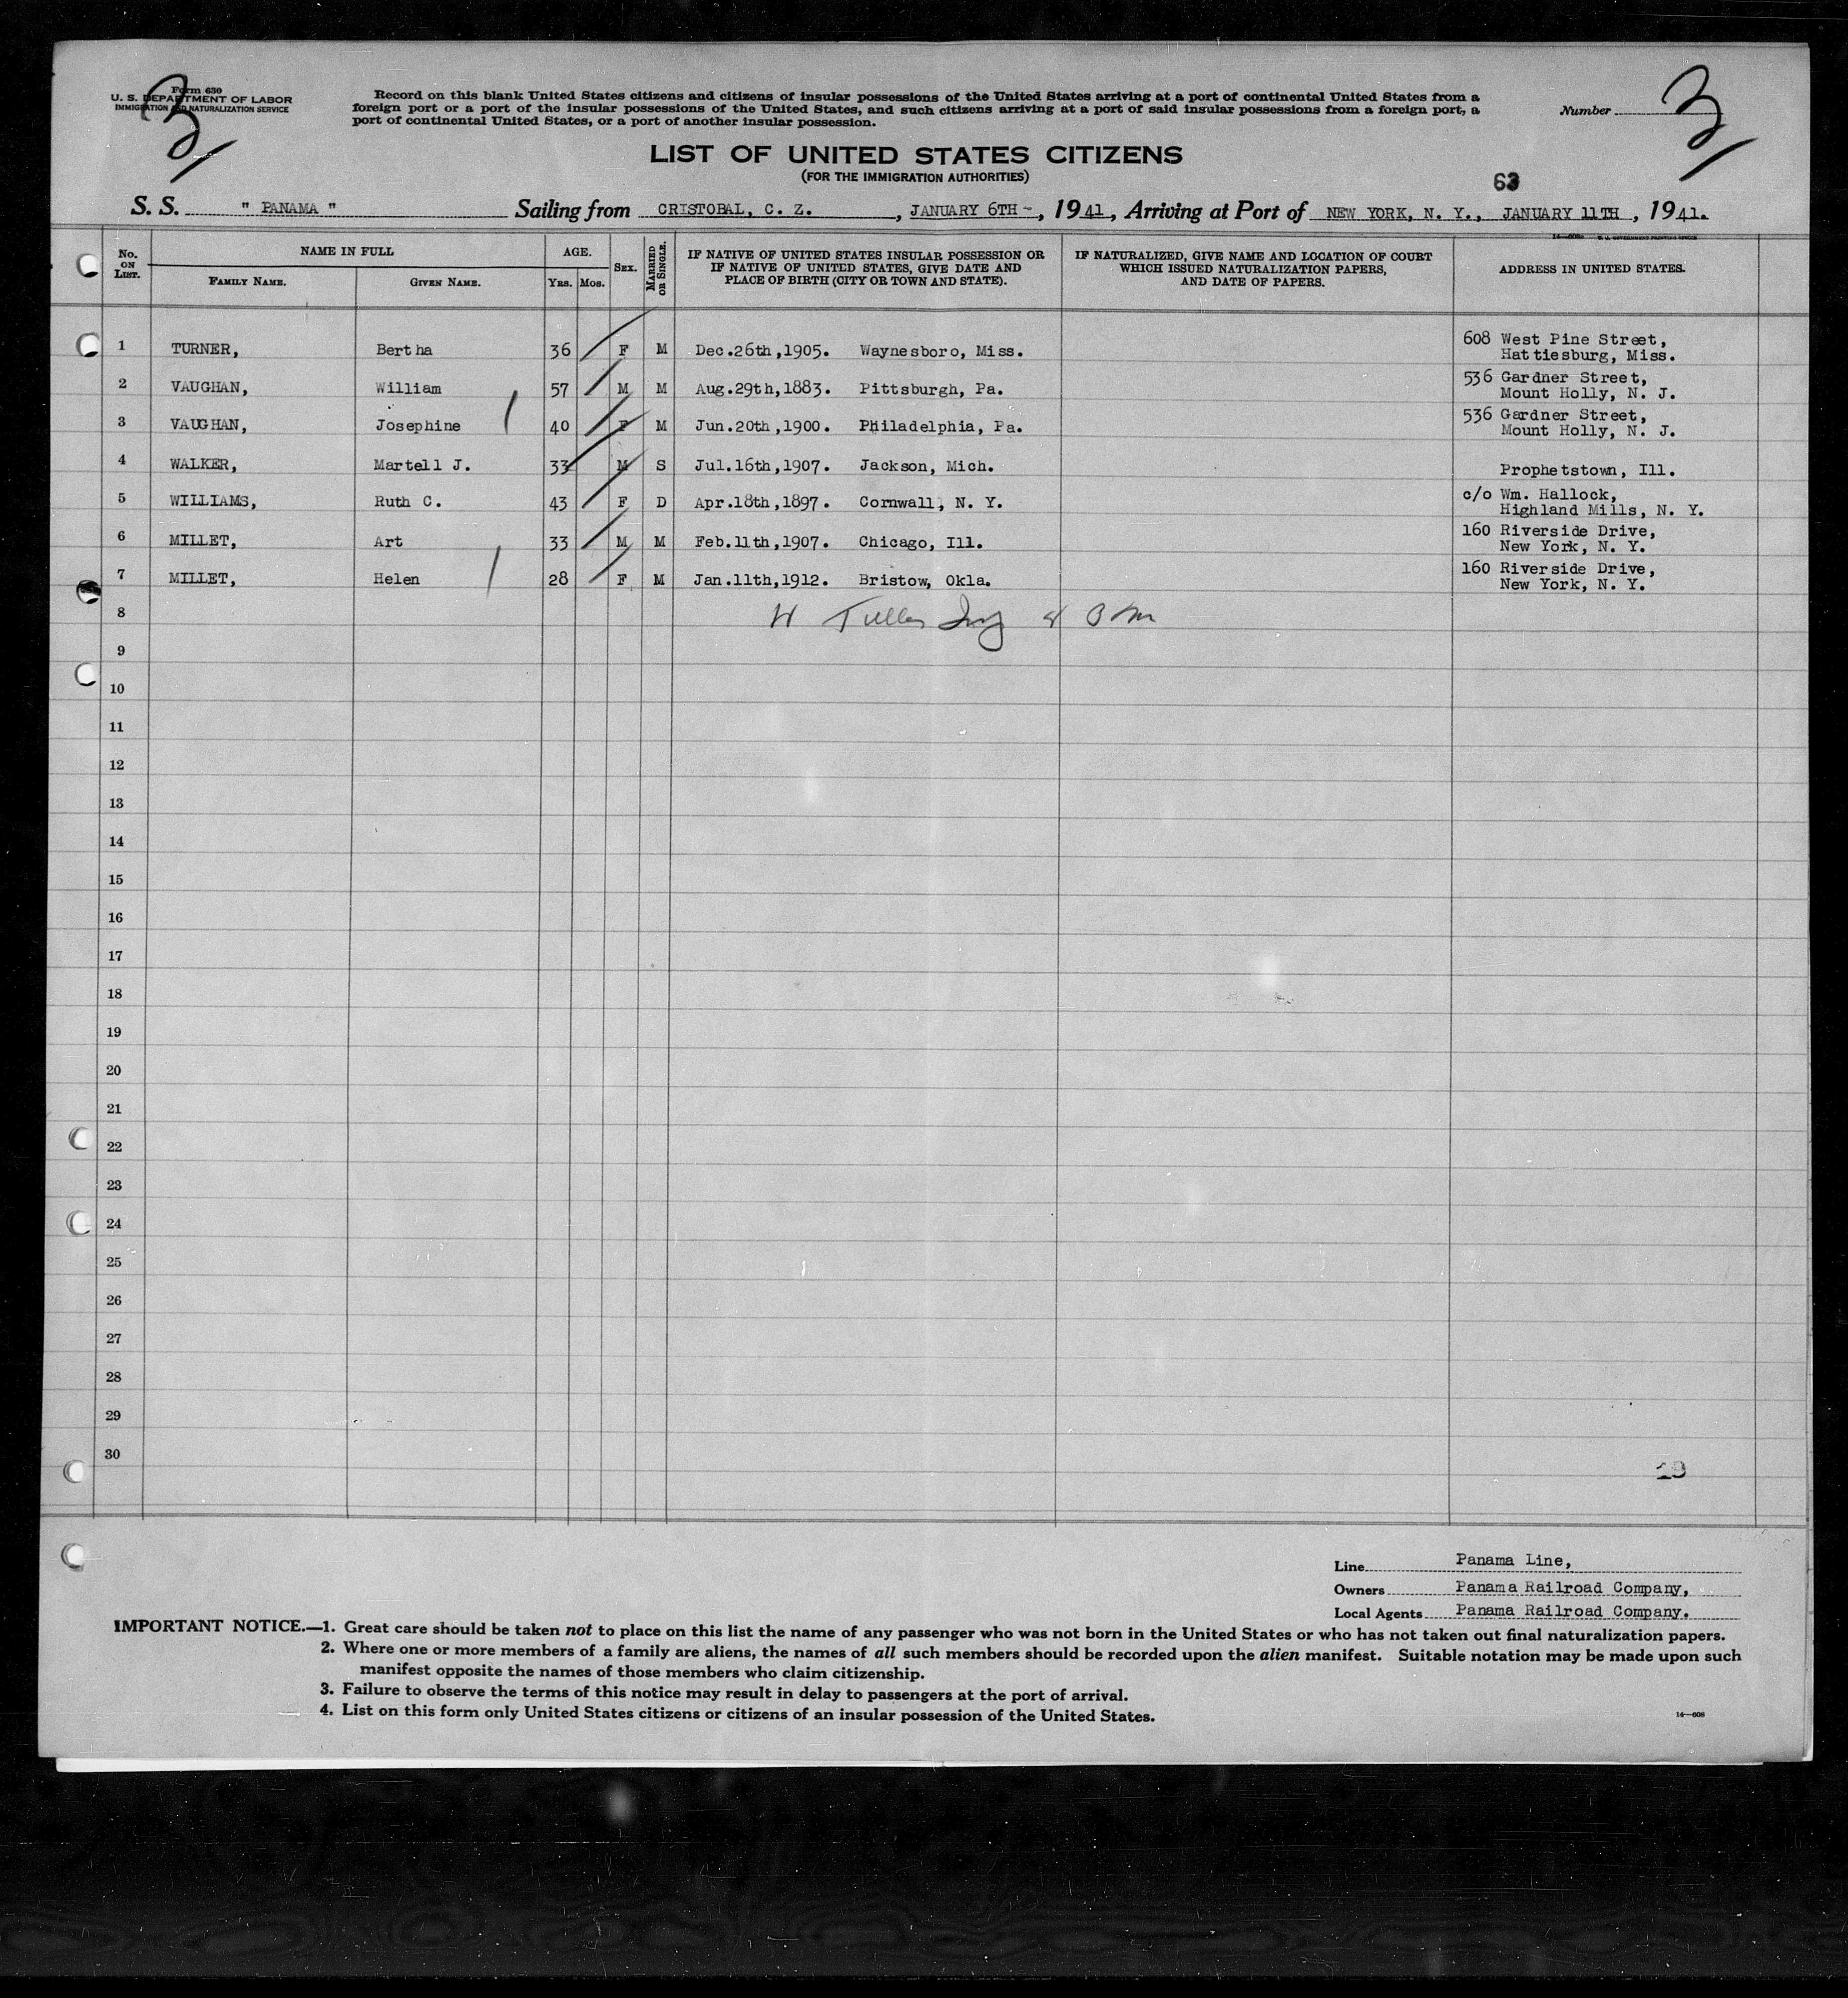 Form 630
U. S. DEPARTMENT OF LABOR
IMMIGRATION AND NATURALIZATION SERVICE
3
Record on this blank United States citizens and citizens of insular possessions of the United States arriving at a port of continental United States from a
foreign port or a port of the insular possessions of the United States, and such citizens arriving at a port of said insular possessions from a foreign port, a
port of continental United States, or a port of another insular possession.
Number 3
LIST OF UNITED STATES CITIZENS
(FOR THE IMMIGRATION AUTHORITIES)
63
S. S. " PANAMA " Sailing from CRISTOBAL, C. Z. , JANUARY 6TH- , 1941, Arriving at Port of NEW YORK, N. Y., JANUARY 11TH , 1941.
No. ON LIST. NAME IN FULL FAMILY NAME. GIVEN NAME. AGE. YRS. MOS. SEX. MARRIED OR SINGLE. IF NATIVE OF UNITED STATES INSULAR POSSESSION OR IF NATIVE OF UNITED STATES, GIVE DATE AND PLACE OF BIRTH (CITY OR TOWN AND STATE). IF NATURALIZED, GIVE NAME AND LOCATION OF COURT WHICH ISSUED NATURALIZATION PAPERS, AND DATE OF PAPERS. ADDRESS IN UNITED STATES.
1 TURNER, Bertha 36 F M Dec.26th,1905. Waynesboro, Miss. 608 West Pine Street,
Hattiesburg, Miss.
2 VAUGHAN, William 57 M M Aug.29th,1883. Pittsburgh, Pa. 536 Gardner Street,
Mount Holly, N. J.
3 VAUGHAN, Josephine 40 F M Jun.20th,1900. Philadelphia, Pa. 536 Gardner Street,
Mount Holly, N. J.
4 WALKER, Martell J. 33 M S Jul.16th,1907. Jackson, Mich. Prophetstown, Ill.
5 WILLIAMS, Ruth C. 43 F D Apr.18th,1897. Cornwall, N. Y. c/o Wm. Hallock,
Highland Mills, N. Y.
6 MILLET, Art 33 M M Feb.11th,1907. Chicago, Ill. 160 Riverside Drive,
New York, N. Y.
7 MILLET, Helen 28 F M Jan.11th,1912. Bristow, Okla. 160 Riverside Drive,
New York, N. Y.
8
9
10
11
12
13
14
15
16
17
18
19
20
21
22
23
24
25
26
27
28
29
30
19
Line Panama Line,
Owners Panama Railroad Company,
Local Agents Panama Railroad Company.
IMPORTANT NOTICE.—1. Great care should be taken not to place on this list the name of any passenger who was not born in the United States or who has not taken out final naturalization papers.
2. Where one or more members of a family are aliens, the names of all such members should be recorded upon the alien manifest. Suitable notation may be made upon such
manifest opposite the names of those members who claim citizenship.
3. Failure to observe the terms of this notice may result in delay to passengers at the port of arrival.
4. List on this form only United States citizens or citizens of an insular possession of the United States.
14—608